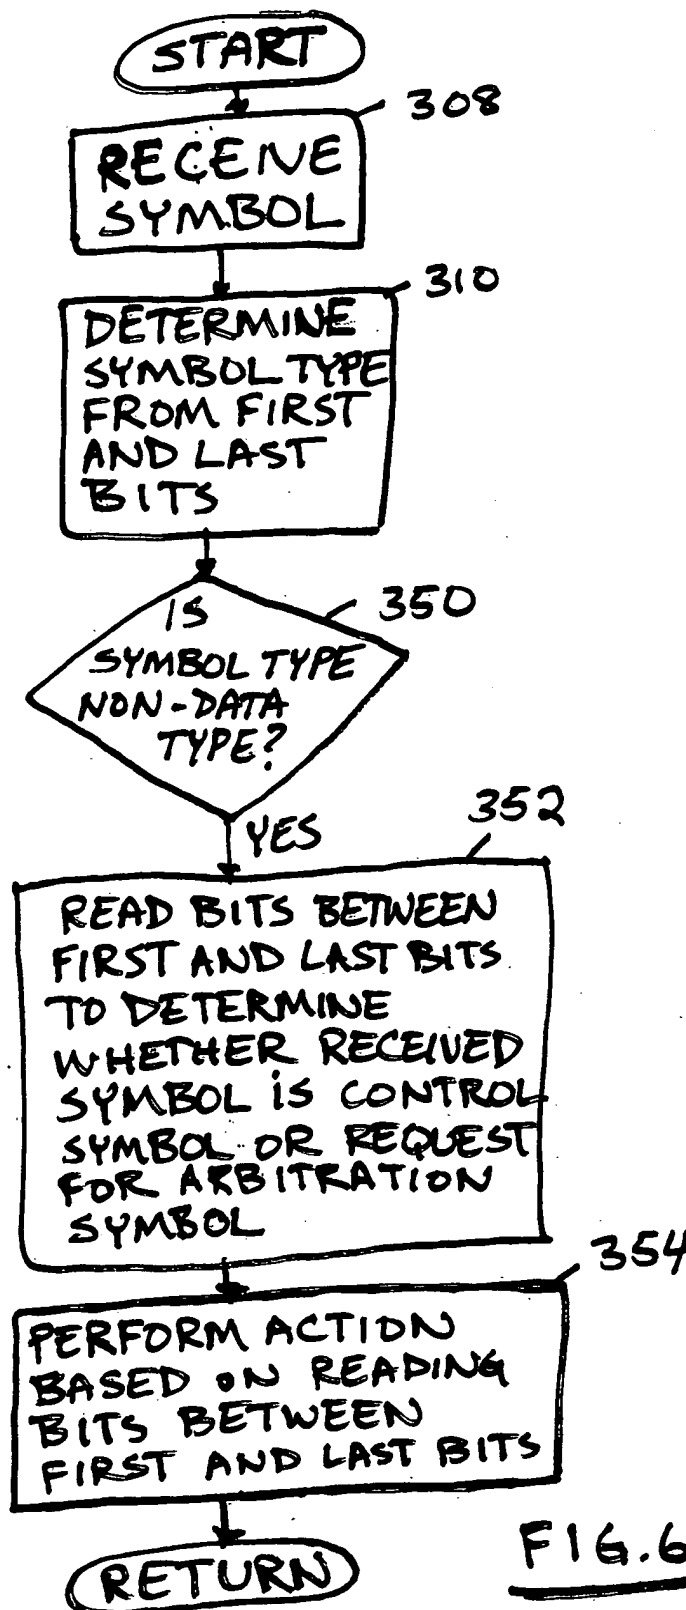 START
308
RECEIVE
SYMBOL
310
DETERMINE
SYMBOL TYPE
FROM FIRST
AND LAST
BITS
350
IS
SYMBOL TYPE
NON-DATA
TYPE?
YES
352
READ BITS BETWEEN
FIRST AND LAST BITS
TO DETERMINE
WHETHER RECEIVED
SYMBOL IS CONTROL
SYMBOL OR REQUEST
FOR ARBITRATION
SYMBOL
354
PERFORM ACTION
BASED ON READING
BITS BETWEEN
FIRST AND LAST BITS
RETURN
FIG.6